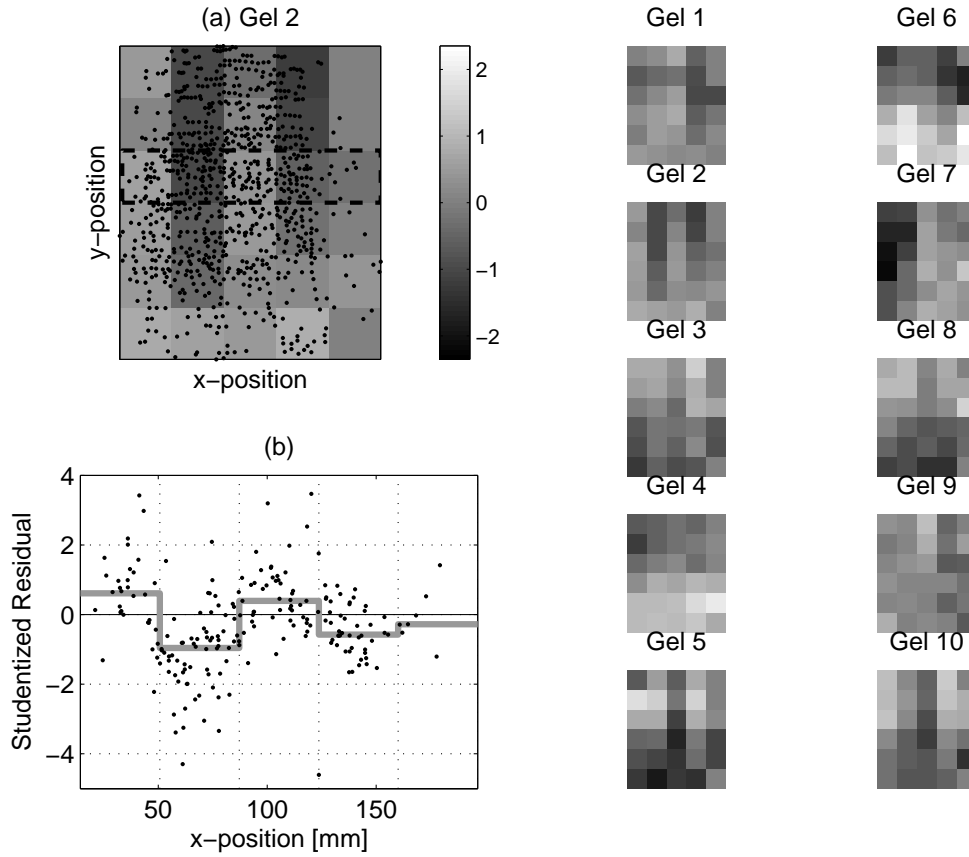 (a) Gel 2
y−position
x−position
2
1
0
−1
−2
(b)
Studentized Residual
4
2
0
−2
−4
50
100
150
x−position [mm]
Gel 1
Gel 6
Gel 2
Gel 7
Gel 3
Gel 8
Gel 4
Gel 9
Gel 5
Gel 10